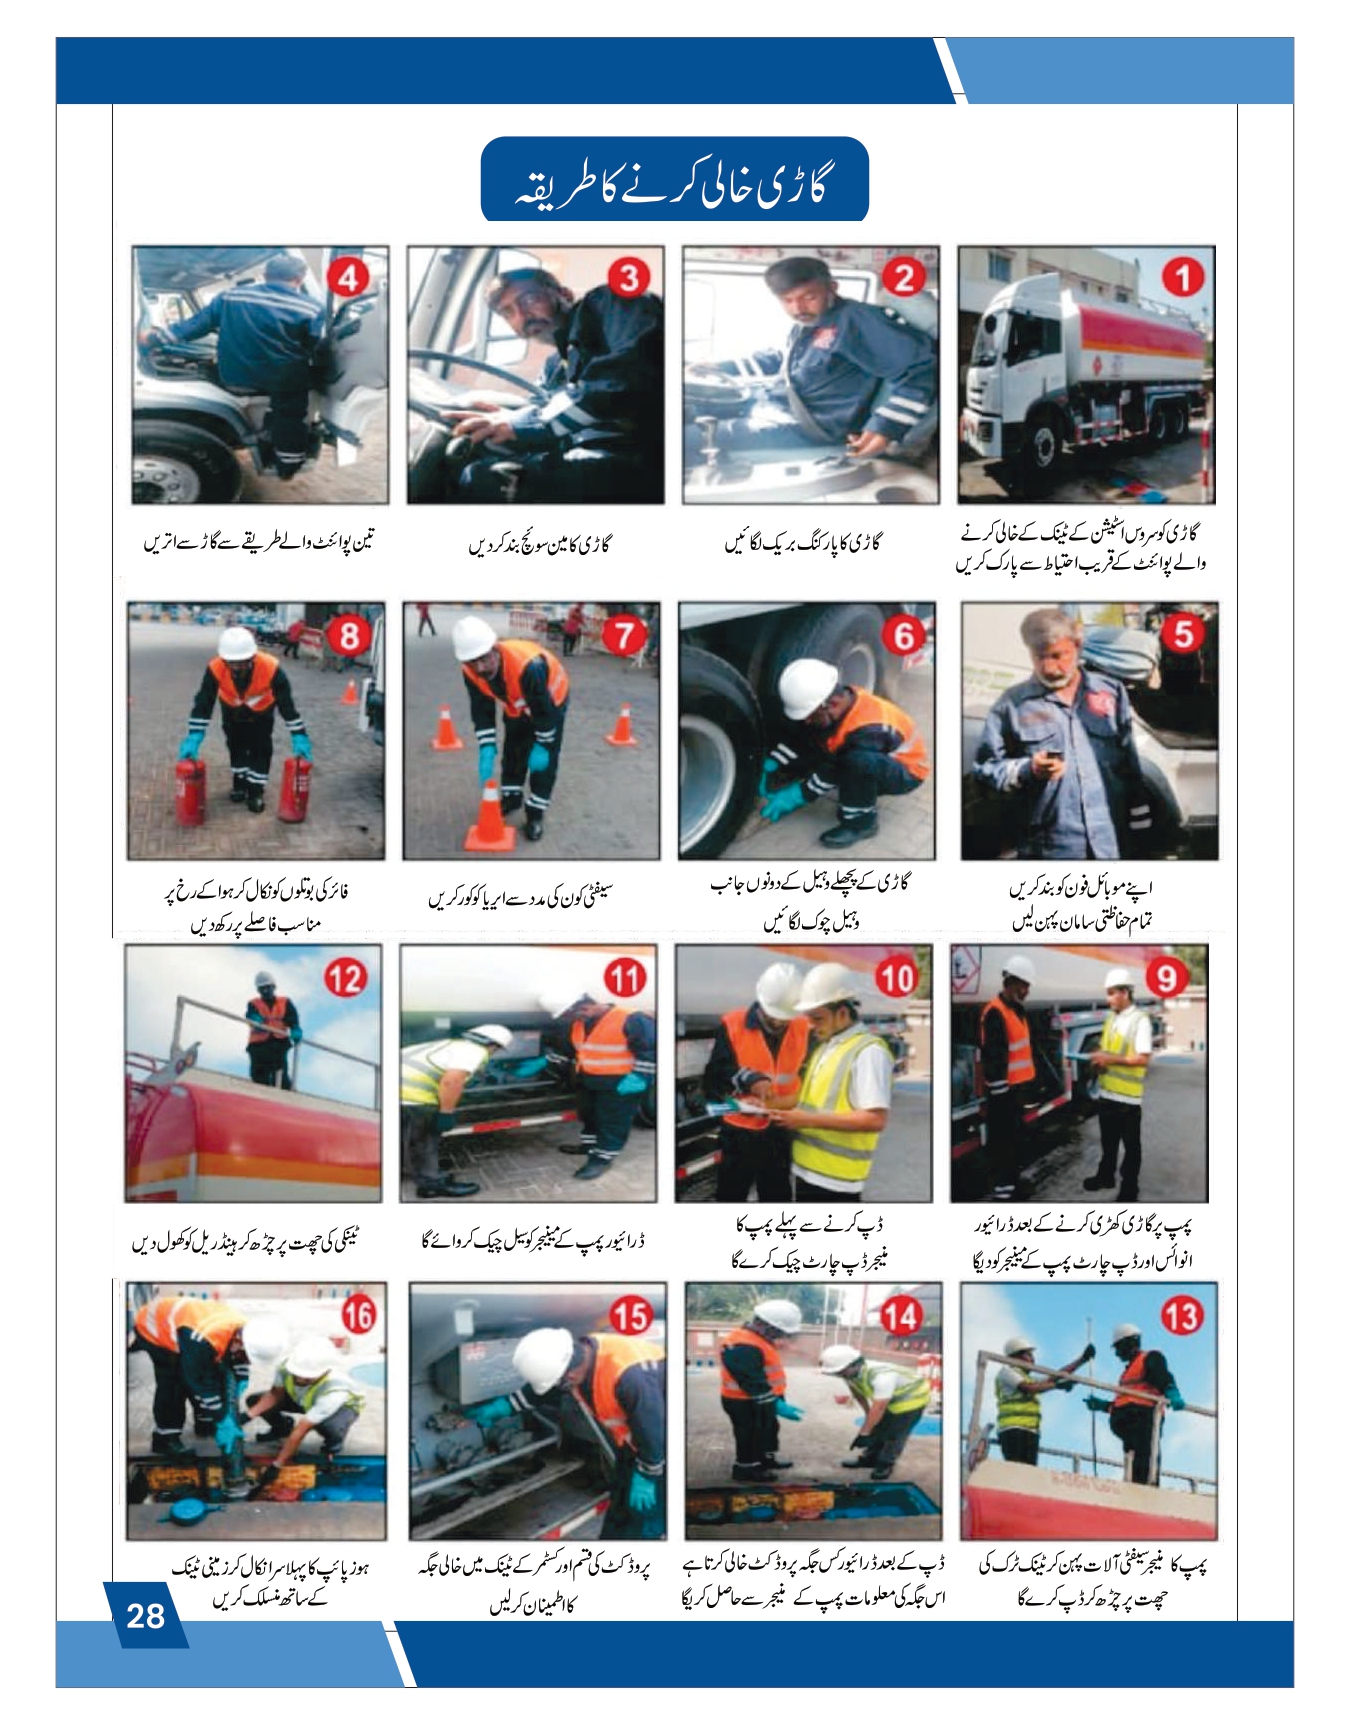 گاڑی خالی کرنے کا طریقہ
1
گاڑی کو سروس اسٹیشن کے ٹینک کے خالی کرنے
والے پوائنٹ کے قریب احتیاط سے پارک کریں
2
گاڑی کا پارکنگ بریک لگائیں
3
گاڑی کا مین سوئچ بند کر دیں
4
تین پوائنٹ والے طریقے سے گاڑ سے اتریں
5
اپنے موبائل فون کو بند کریں
تمام حفاظتی سامان پہن لیں
6
گاڑی کے پچھلے وہیل کے دونوں جانب
وہیل چوک لگائیں
7
سیفٹی کون کی مدد سے ایریا کو کور کریں
8
فائر کی بوتلوں کو نکال کر ہوا کے رخ پر
مناسب فاصلے پر رکھ دیں
9
پمپ پر گاڑی کھڑی کرنے کے بعد ڈرائیور
انوائس اور ڈپ چارٹ پمپ کے مینیجر کو دیگا
10
ڈپ کرنے سے پہلے پمپ کا
منیجر ڈپ چارٹ چیک کرے گا
11
ڈرائیور پمپ کے مینیجر کو سیل چیک کروائے گا
12
ٹینکی کی چھت پر چڑھ کر ہینڈ ریل کو کھول دیں
13
پمپ کا منیجر سیفٹی آلات پہن کر ٹینک ٹرک کی
چھت پر چڑھ کر ڈپ کرے گا
14
ڈپ کے بعد ڈرائیور کس جگہ پروڈکٹ خالی کرتا ہے
اس جگہ کی معلومات پمپ کے منیجر سے حاصل کریگا
15
پروڈکٹ کی قسم اور کسٹمر کے ٹینک میں خالی جگہ
کا اطمینان کرلیں
16
ہوز پائپ کا پہلا سرا نکال کر زمینی ٹینک
کے ساتھ منسلک کریں
28